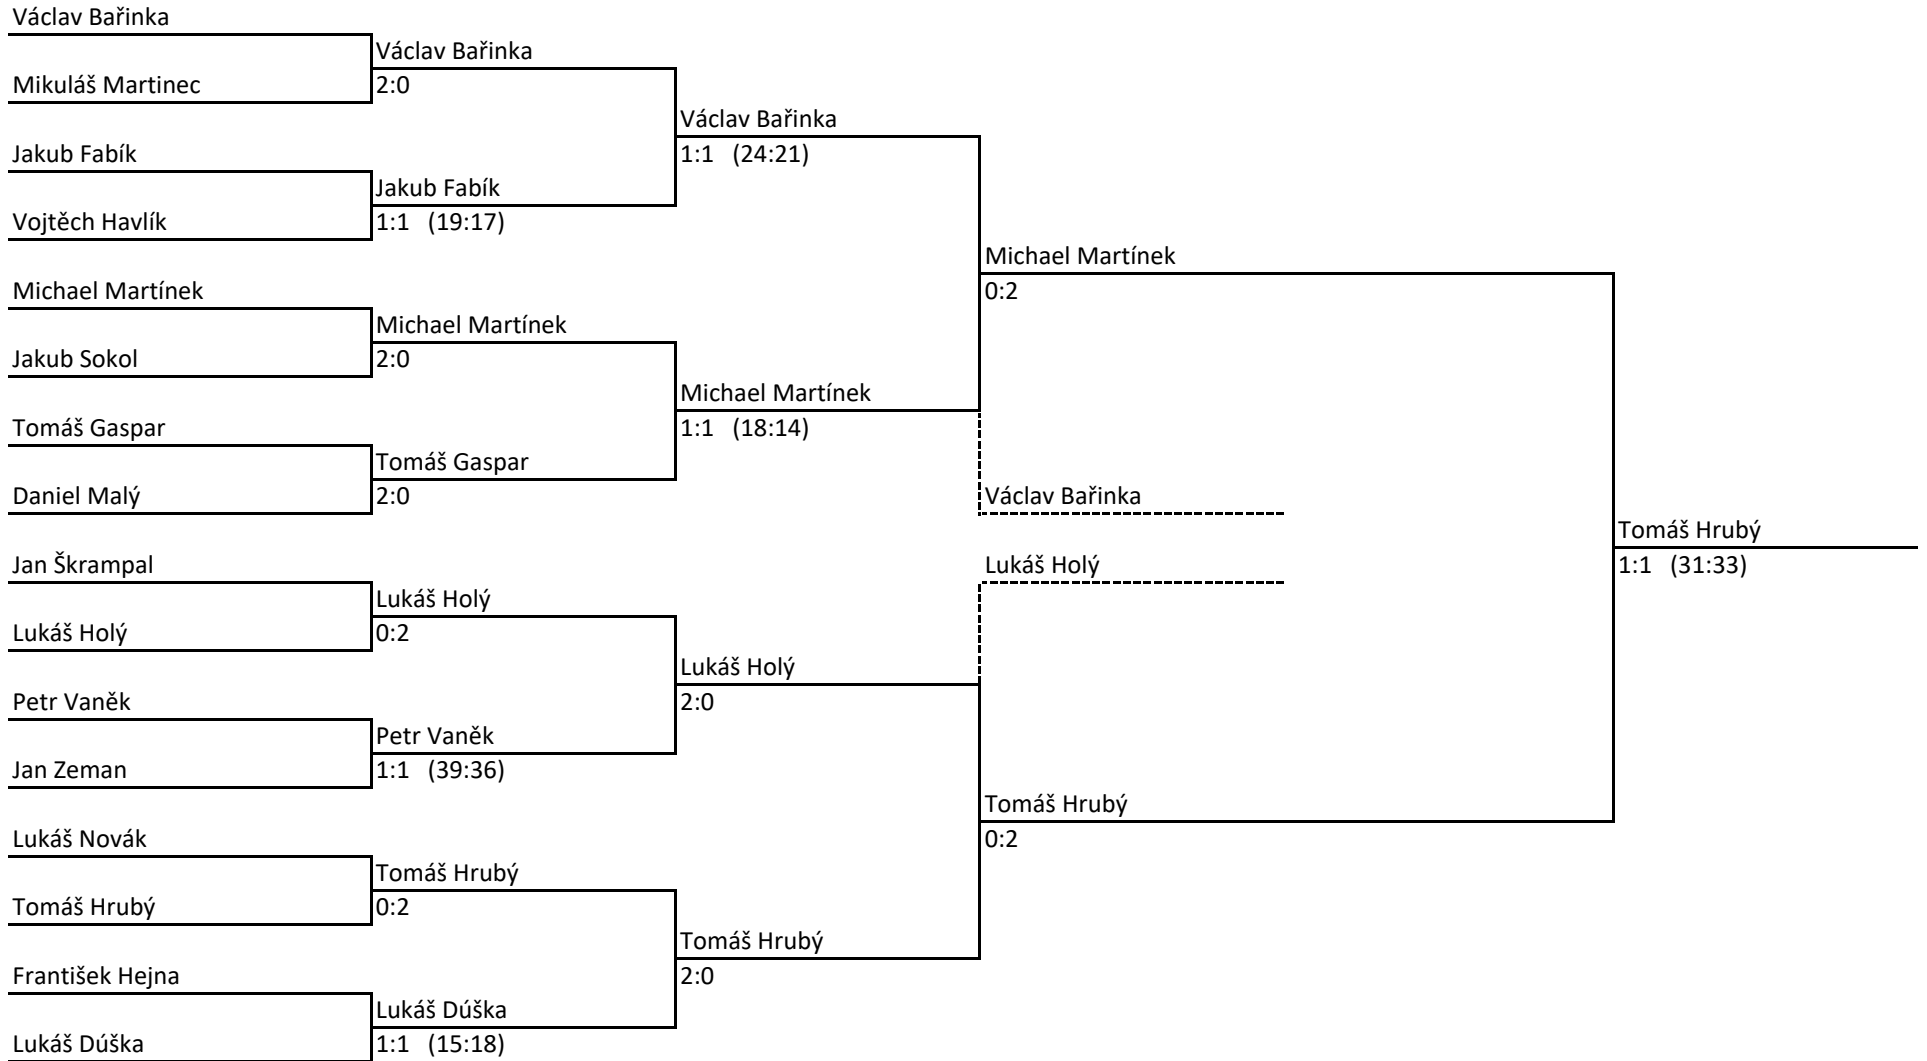 Václav Bařinka
Václav Bařinka
Mikuláš Martinec
2:0
Václav Bařinka
Jakub Fabík
1:1 (24:21)
Jakub Fabík
Vojtěch Havlík
1:1 (19:17)
Michael Martínek
Michael Martínek
0:2
Michael Martínek
Jakub Sokol
2:0
Michael Martínek
Tomáš Gaspar
1:1 (18:14)
Tomáš Gaspar
Daniel Malý
2:0
Václav Bařinka
Tomáš Hrubý
Jan Škrampal
Lukáš Holý
1:1 (31:33)
Lukáš Holý
Lukáš Holý
0:2
Lukáš Holý
Petr Vaněk
2:0
Petr Vaněk
Jan Zeman
1:1 (39:36)
Tomáš Hrubý
Lukáš Novák
0:2
Tomáš Hrubý
Tomáš Hrubý
0:2
Tomáš Hrubý
František Hejna
2:0
Lukáš Dúška
Lukáš Dúška
1:1 (15:18)